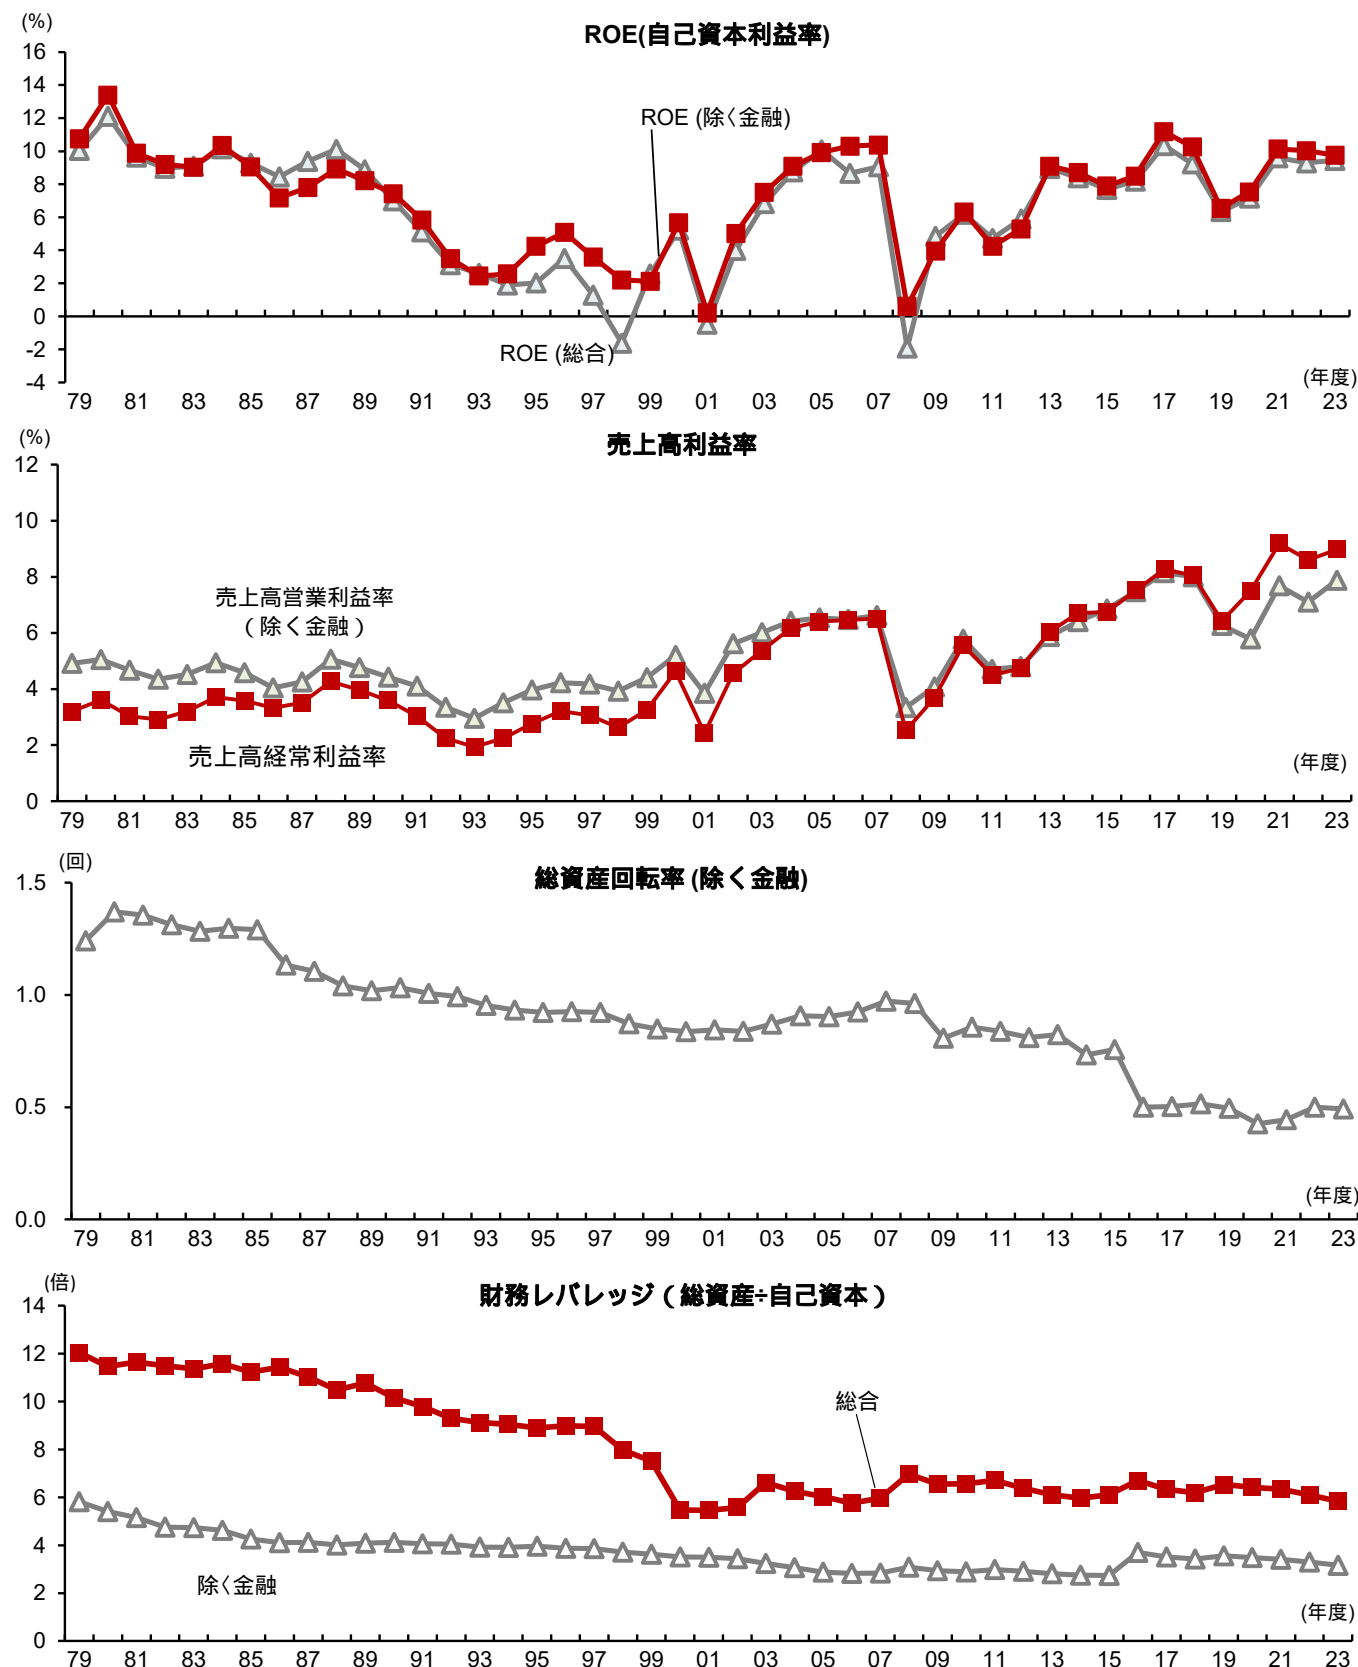 (%)
ROE(自己資本利益率)
16
14
12
10
8
6
4
2
0
-2
-4
ROE (除く金融)
ROE (総合)
(年度)
79 81 83 85 87 89 91 93 95 97 99 01 03 05 07 09 11 13 15 17 19 21 23
(%)
売上高利益率
12
10
8
6
4
2
0
売上高営業利益率
(除く金融)
売上高経常利益率
(年度)
79 81 83 85 87 89 91 93 95 97 99 01 03 05 07 09 11 13 15 17 19 21 23
(回)
総資産回転率 (除く金融)
1.5
1.0
0.5
0.0
(年度)
79 81 83 85 87 89 91 93 95 97 99 01 03 05 07 09 11 13 15 17 19 21 23
(倍)
財務レバレッジ(総資産÷自己資本)
14
12
10
8
6
4
2
0
総合
除く金融
(年度)
79 81 83 85 87 89 91 93 95 97 99 01 03 05 07 09 11 13 15 17 19 21 23